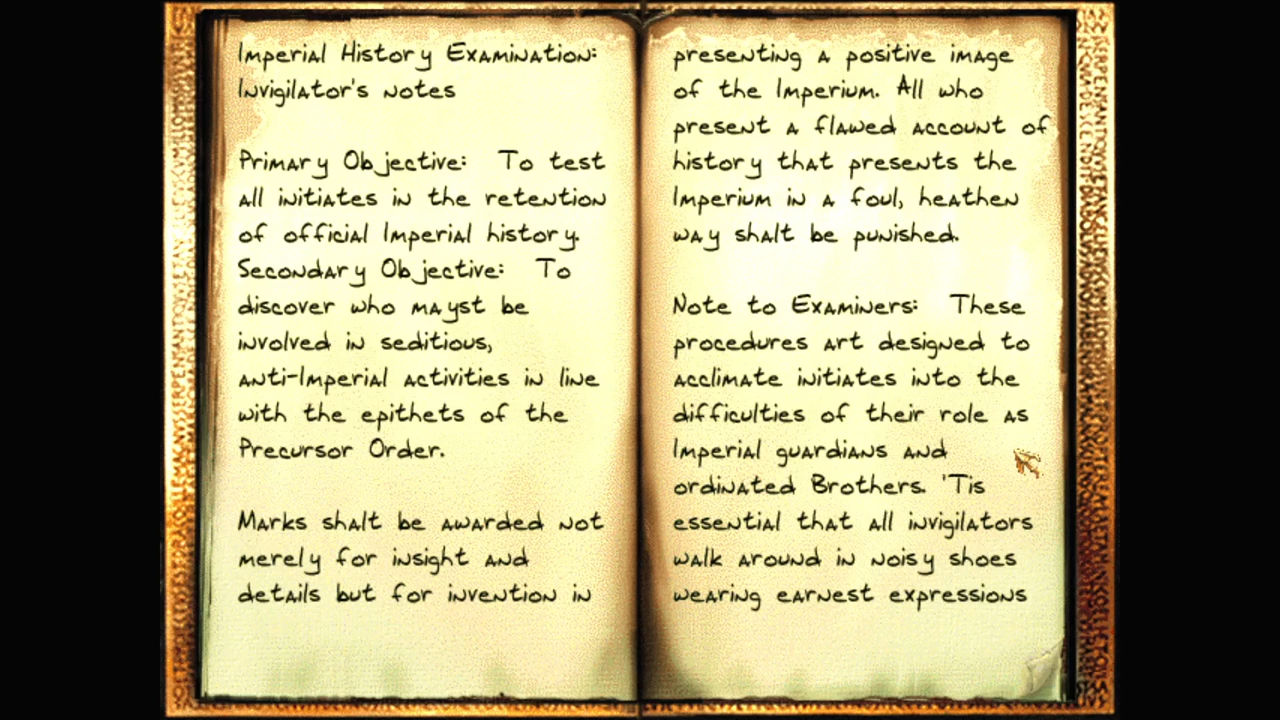 Imperial History Examination:
Invigilator's notes
Primary Objective: To test
all initiates in the retention
of official Imperial history.
Secondary Objective: To
discover who mayst be
involved in seditious,
anti-Imperial activities in line
with the epithets of the
Precursor Order.
Marks shalt be awarded not
merely for insight and
details but for invention in
presenting a positive image
of the Imperium. All who
present a flawed account of
history that presents the
Imperium in a foul, heathen
way shalt be punished.
Note to Examiners: These
procedures art designed to
acclimate initiates into the
difficulties of their role as
Imperial guardians and
ordinated Brothers. 'Tis
essential that all invigilators
walk around in noisy shoes
wearing earnest expressions